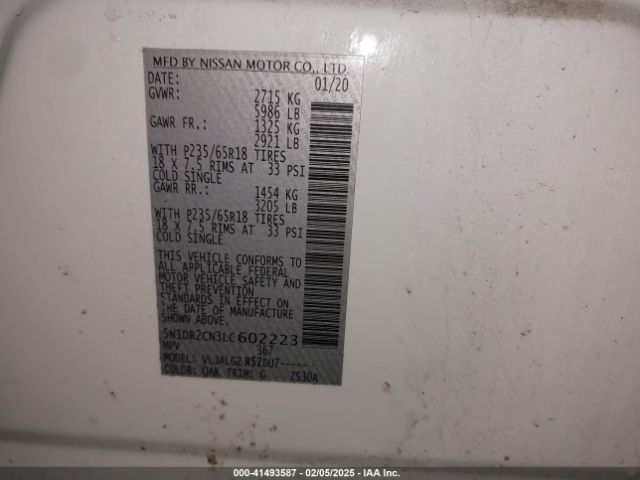 MFD BY NISSAN MOTOR CO., LTD.
DATE: 01/20
GVWR: 2715 KG
5986 LB
GAWR FR.: 1325 KG
2921 LB
WITH P235/65R18 TIRES
18 X 7.5 RIMS AT 33 PSI
COLD SINGLE
GAWR RR.: 1454 KG
3205 LB
WITH P235/65R18 TIRES
18 X 7.5 RIMS AT 33 PSI
COLD SINGLE
THIS VEHICLE CONFORMS TO
ALL APPLICABLE FEDERAL
MOTOR VEHICLE SAFETY AND
THEFT PREVENTION
STANDARDS IN EFFECT ON
THE DATE OF MANUFACTURE
SHOWN ABOVE.
5N1DR2CN3LC602223
MPV 367
MODEL: VLJALGZ R52DU7-----
COLOR: QAK TRIM: G ZS30A
000-41493587 - 02/05/2025 - IAAI, Inc.